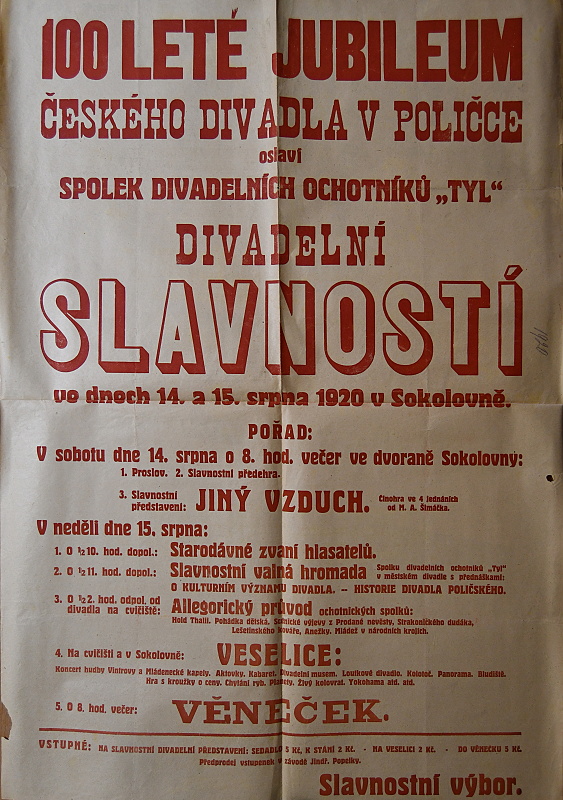 100 LETÉ JUBILEUM
ČESKÉHO DIVADLA V POLIČCE
oslaví
SPOLEK DIVADELNÍCH OCHOTNÍKŮ „TYL“
DIVADELNÍ
SLAVNOSTÍ
ve dnech 14. a 15. srpna 1920 v Sokolovně.
1920
POŘAD:
V sobotu dne 14. srpna o 8. hod. večer ve dvoraně Sokolovny:
1. Proslov. 2. Slavnostní předehra.
3. Slavnostní představení: JINÝ VZDUCH. Činohra ve 4 jednáních od M. A. Šimáčka.
V neděli dne 15. srpna:
1. O ½10. hod. dopol.: Starodávné zvaní hlasatelů.
2. O ½11. hod. dopol.: Slavnostní valná hromada Spolku divadelních ochotníků „Tyl“ v městském divadle s přednáškami:
O KULTURNÍM VÝZNAMU DIVADLA. — HISTORIE DIVADLA POLIČSKÉHO.
3. O ½2. hod. odpol. od divadla na cvičiště: Allegorický průvod ochotnických spolků:
Hold Thalii. Pohádka dětská. Scénické výjevy z Prodané nevěsty, Strakonického dudáka,
Lešetínského kováře, Anežky. Mládež v národních krojích.
4. Na cvičišti a v Sokolovně: VESELICE:
Koncert hudby Vintrovy a Mládenecké kapely. Aktovky. Kabaret. Divadelní museum. Loutkové divadlo. Kolotoč. Panorama. Bludiště.
Hra s kroužky o ceny. Chytání ryb. Planety. Živý kolovrat. Yokohama atd. atd.
5. O 8. hod. večer: VĚNEČEK.
VSTUPNÉ: NA SLAVNOSTNÍ DIVADELNÍ PŘEDSTAVENÍ: SEDADLO 5 Kč, K STÁNÍ 2 Kč. - NA VESELICI 2 Kč. - DO VĚNEČKU 5 Kč.
Předprodej vstupenek v závodě Jindř. Popelky.
Slavnostní výbor.